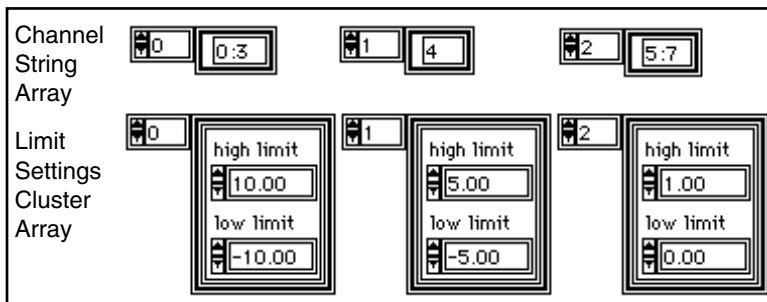 Channel
String
Array
0 0:3 1 4 2 5:7
Limit
Settings
Cluster
Array
0 high limit 10.00 low limit -10.00
1 high limit 5.00 low limit -5.00
2 high limit 1.00 low limit 0.00